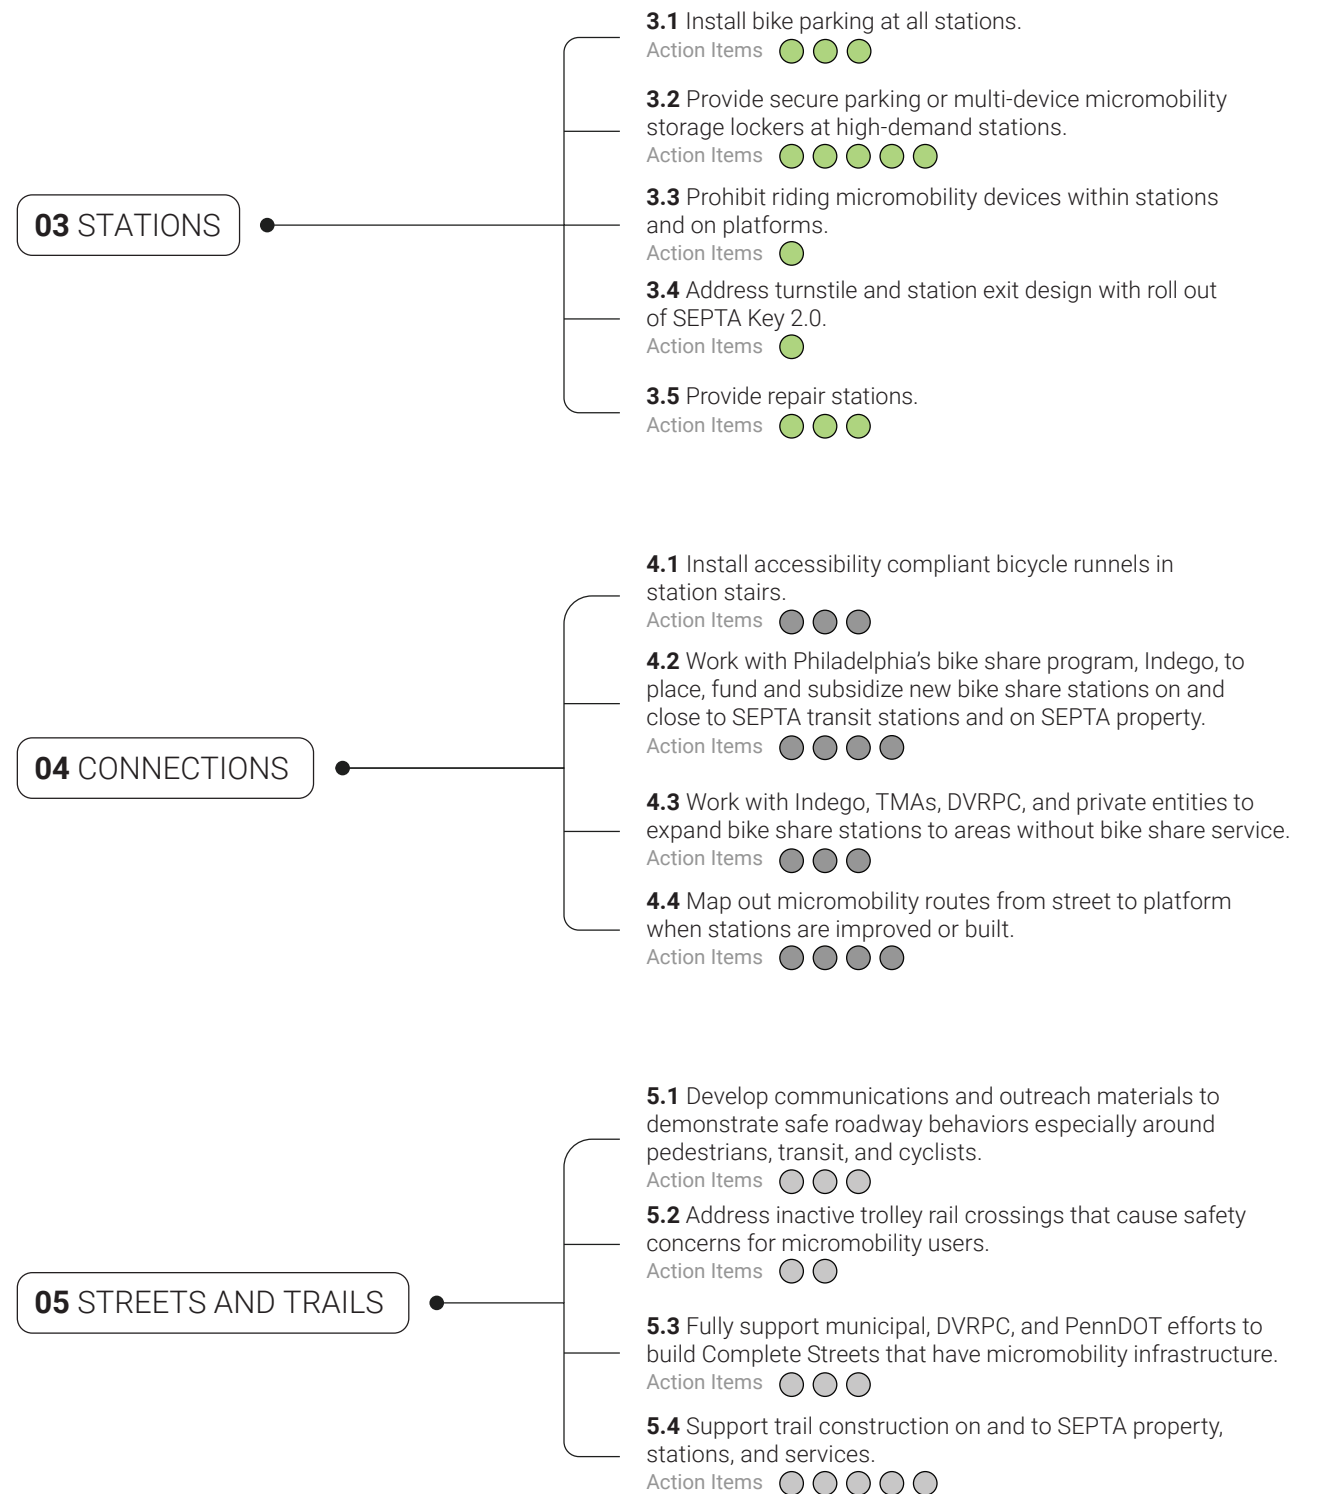 03 STATIONS
3.1 Install bike parking at all stations.
Action Items
3.2 Provide secure parking or multi-device micromobility
storage lockers at high-demand stations.
Action Items
3.3 Prohibit riding micromobility devices within stations
and on platforms.
Action Items
3.4 Address turnstile and station exit design with roll out
of SEPTA Key 2.0.
Action Items
3.5 Provide repair stations.
Action Items
04 CONNECTIONS
4.1 Install accessibility compliant bicycle runnels in
station stairs.
Action Items
4.2 Work with Philadelphia’s bike share program, Indego, to
place, fund and subsidize new bike share stations on and
close to SEPTA transit stations and on SEPTA property.
Action Items
4.3 Work with Indego, TMAs, DVRPC, and private entities to
expand bike share stations to areas without bike share service.
Action Items
4.4 Map out micromobility routes from street to platform
when stations are improved or built.
Action Items
05 STREETS AND TRAILS
5.1 Develop communications and outreach materials to
demonstrate safe roadway behaviors especially around
pedestrians, transit, and cyclists.
Action Items
5.2 Address inactive trolley rail crossings that cause safety
concerns for micromobility users.
Action Items
5.3 Fully support municipal, DVRPC, and PennDOT efforts to
build Complete Streets that have micromobility infrastructure.
Action Items
5.4 Support trail construction on and to SEPTA property,
stations, and services.
Action Items